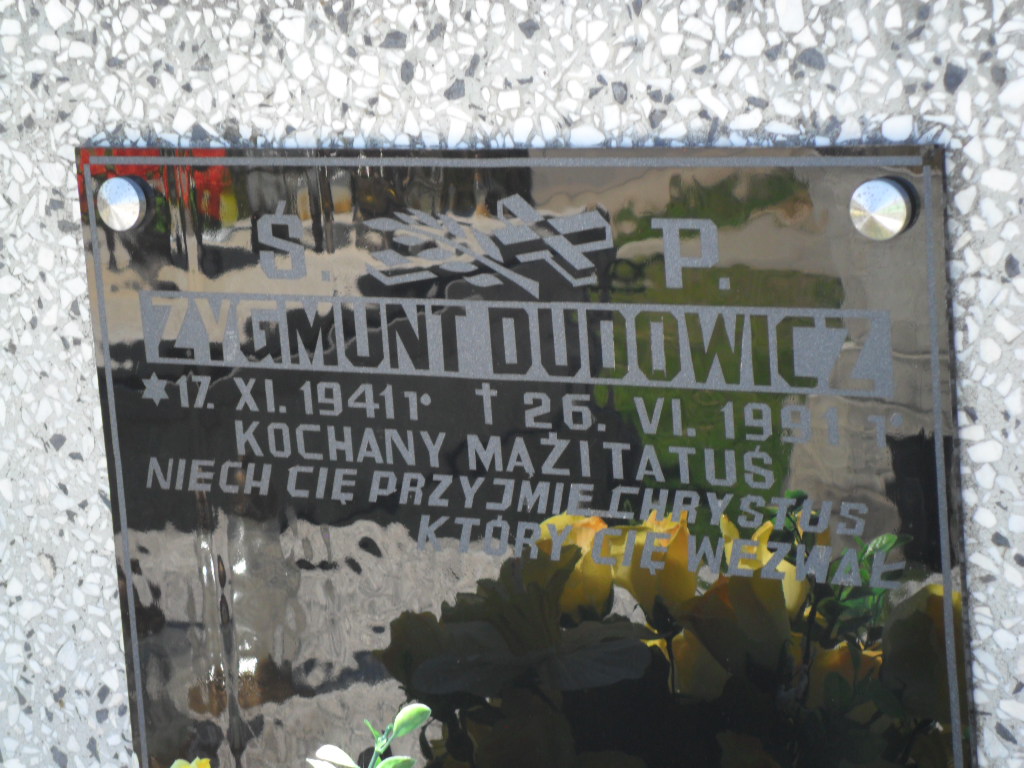 Ś. P.
ZYGMUNT DUDOWICZ
*17. XI. 1941 r. † 26. VI. 1991 r.
KOCHANY MĄŻ I TATUŚ
NIECH CIĘ PRZYJMIE CHRYSTUS
KTÓRY CIĘ WEZWAŁ